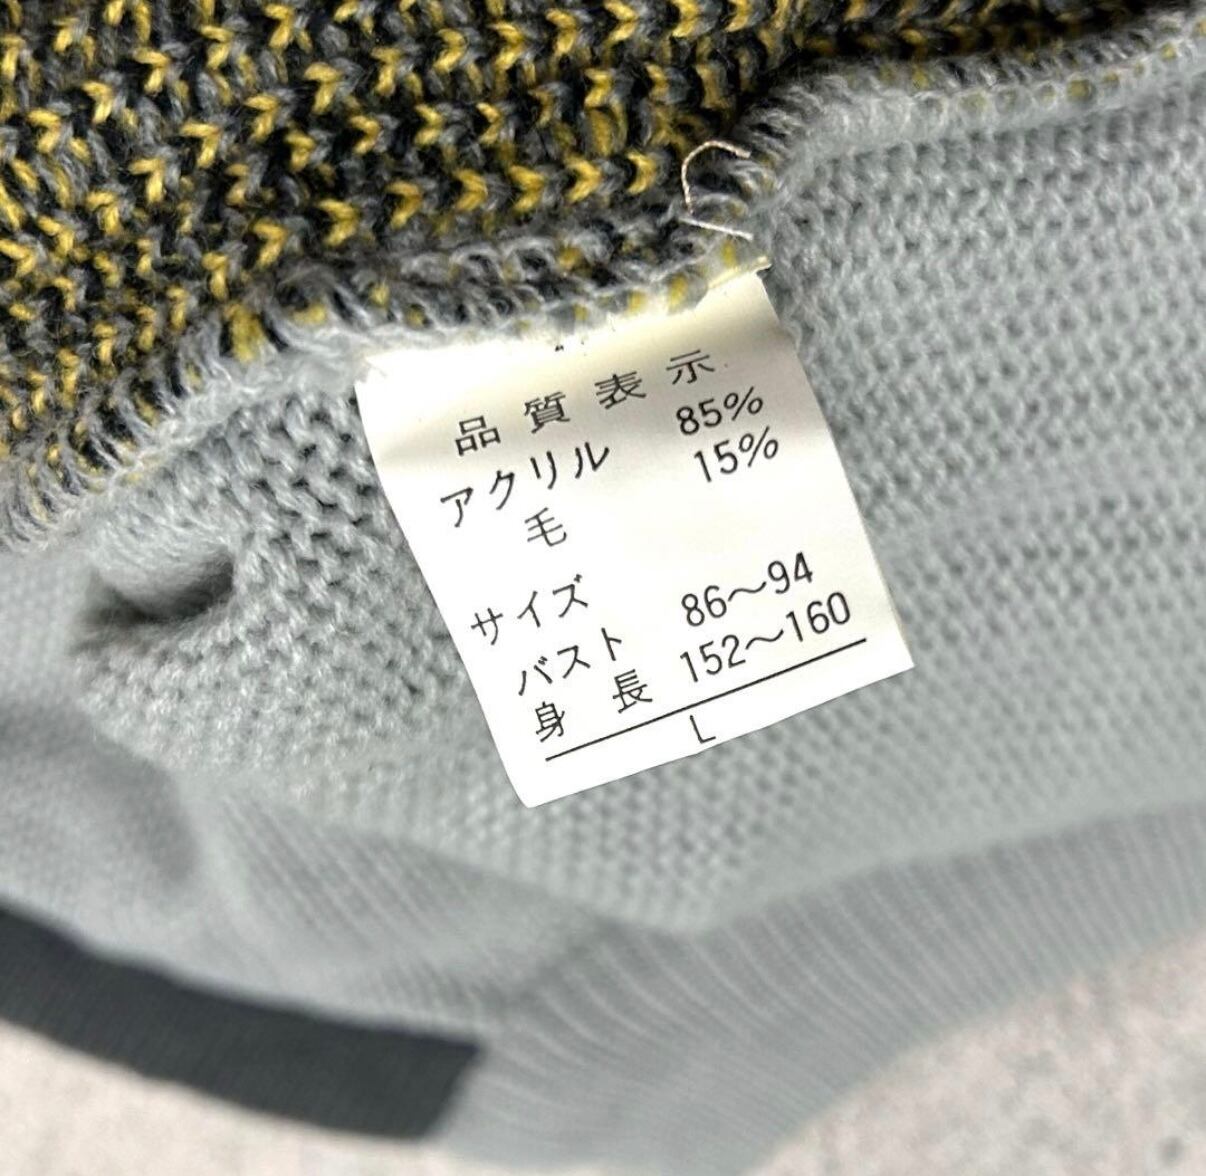 品質表示
アクリル 85%
毛 15%
サイズ
バスト 86～94
身長 152～160
L